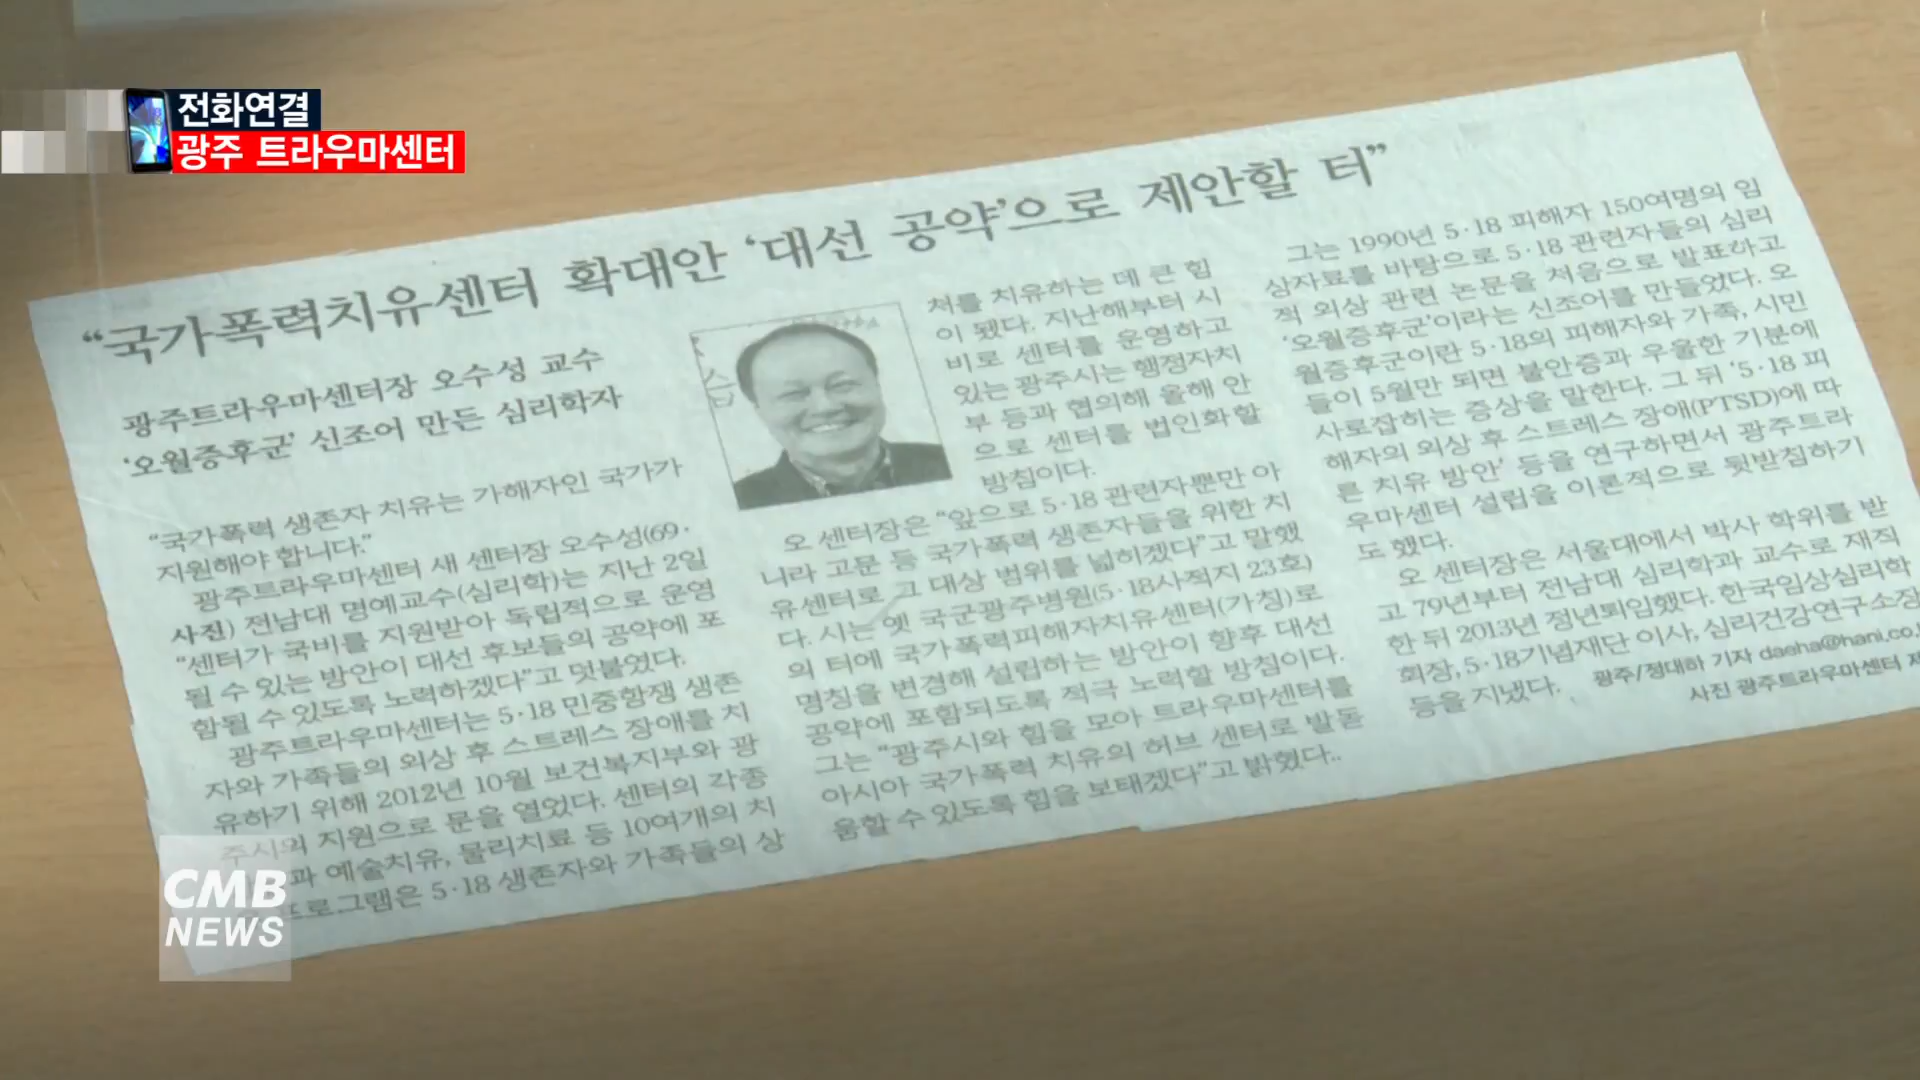 전화연결
광주 트라우마센터
“국가폭력치유센터 확대안 ‘대선 공약’으로 제안할 터”
광주트라우마센터장 오수성 교수
‘오월증후군’ 신조어 만든 심리학자
“국가폭력 생존자 치유는 가해자인 국가가
지원해야 합니다.”
광주트라우마센터 새 센터장 오수성(69·
사진) 전남대 명예교수(심리학)는 지난 2일
“센터가 국비를 지원받아 독립적으로 운영
될 수 있는 방안이 대선 후보들의 공약에 포
함될 수 있도록 노력하겠다”고 덧붙였다.
광주트라우마센터는 5·18 민중항쟁 생존
자와 가족들의 외상 후 스트레스 장애를 치
유하기 위해 2012년 10월 보건복지부와 광
주시의 지원으로 문을 열었다. 센터의 각종
과 예술치유, 물리치료 등 10여개의 치
프로그램은 5·18 생존자와 가족들의 상
처를 치유하는 데 큰 힘
이 됐다. 지난해부터 시
비로 센터를 운영하고
있는 광주시는 행정자치
부 등과 협의해 올해 안
으로 센터를 법인화할
방침이다.
오 센터장은 “앞으로 5·18 관련자뿐만 아
니라 고문 등 국가폭력 생존자들을 위한 치
유센터로 그 대상 범위를 넓히겠다”고 말했
다. 시는 옛 국군광주병원(5·18사적지 23호)
의 터에 국가폭력피해자치유센터(가칭)로
명칭을 변경해 설립하는 방안이 향후 대선
공약에 포함되도록 적극 노력할 방침이다.
그는 “광주시와 힘을 모아 트라우마센터를
아시아 국가폭력 치유의 허브 센터로 발돋
움할 수 있도록 힘을 보태겠다”고 밝혔다..
그는 1990년 5·18 피해자 150여명의 임
상자료를 바탕으로 5·18 관련자들의 심리
적 외상 관련 논문을 처음으로 발표하고
‘오월증후군’이라는 신조어를 만들었다. 오
월증후군이란 5·18의 피해자와 가족, 시민
들이 5월만 되면 불안증과 우울한 기분에
사로잡히는 증상을 말한다. 그 뒤 ‘5·18 피
해자의 외상 후 스트레스 장애(PTSD)에 따
른 치유 방안’ 등을 연구하면서 광주트라
우마센터 설립을 이론적으로 뒷받침하기
도 했다.
오 센터장은 서울대에서 박사 학위를 받
고 79년부터 전남대 심리학과 교수로 재직
한 뒤 2013년 정년퇴임했다. 한국임상심리학
회장, 5·18기념재단 이사, 심리건강연구소장
등을 지냈다.
광주/정대하 기자 daeha@hani.co.
사진 광주트라우마센터 제
CMB
NEWS